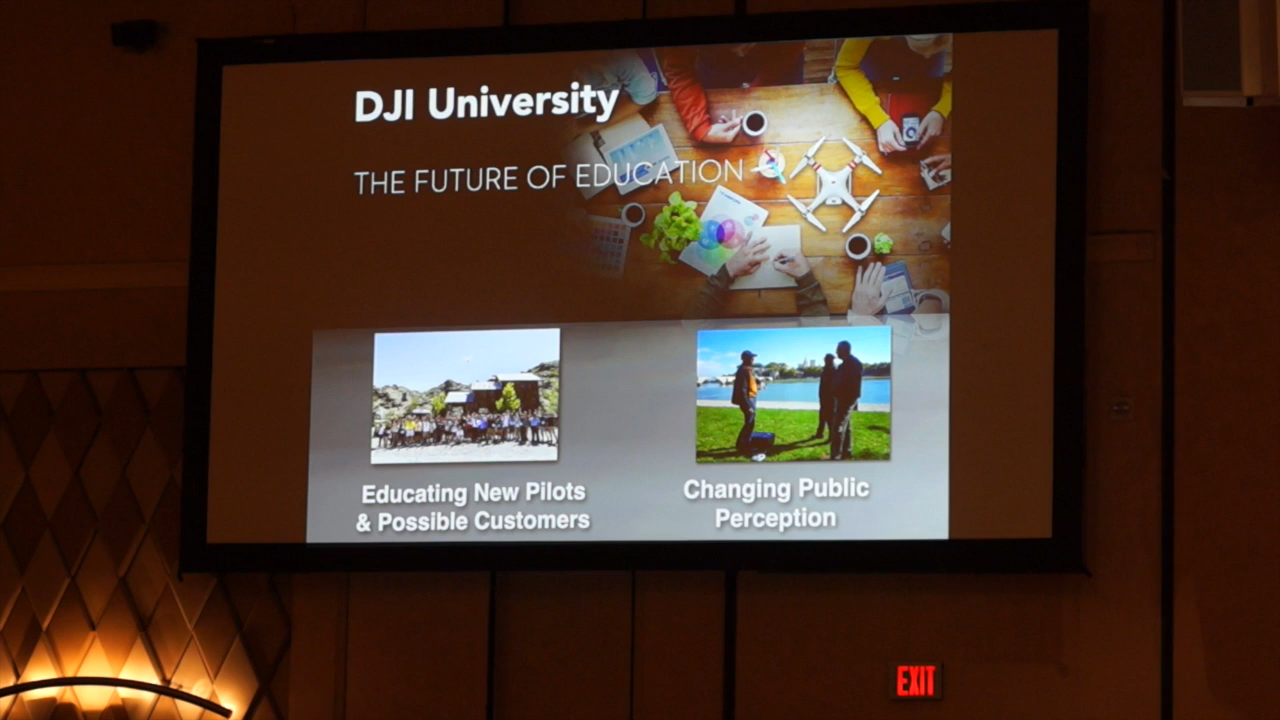 DJI University
THE FUTURE OF EDUCATION
Educating New Pilots
& Possible Customers
Changing Public
Perception
EXIT